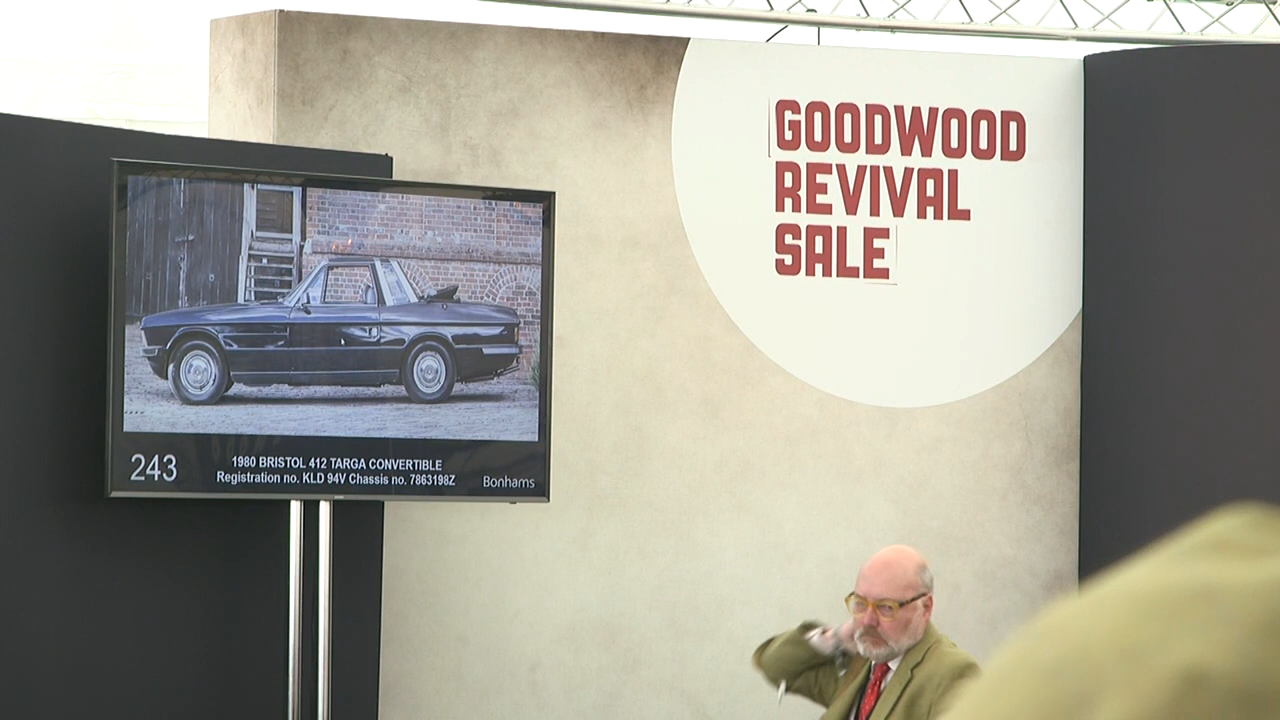 GOODWOOD
REVIVAL
SALE
243
1980 BRISTOL 412 TARGA CONVERTIBLE
Registration no. KLD 94V Chassis no. 7863198Z
Bonhams